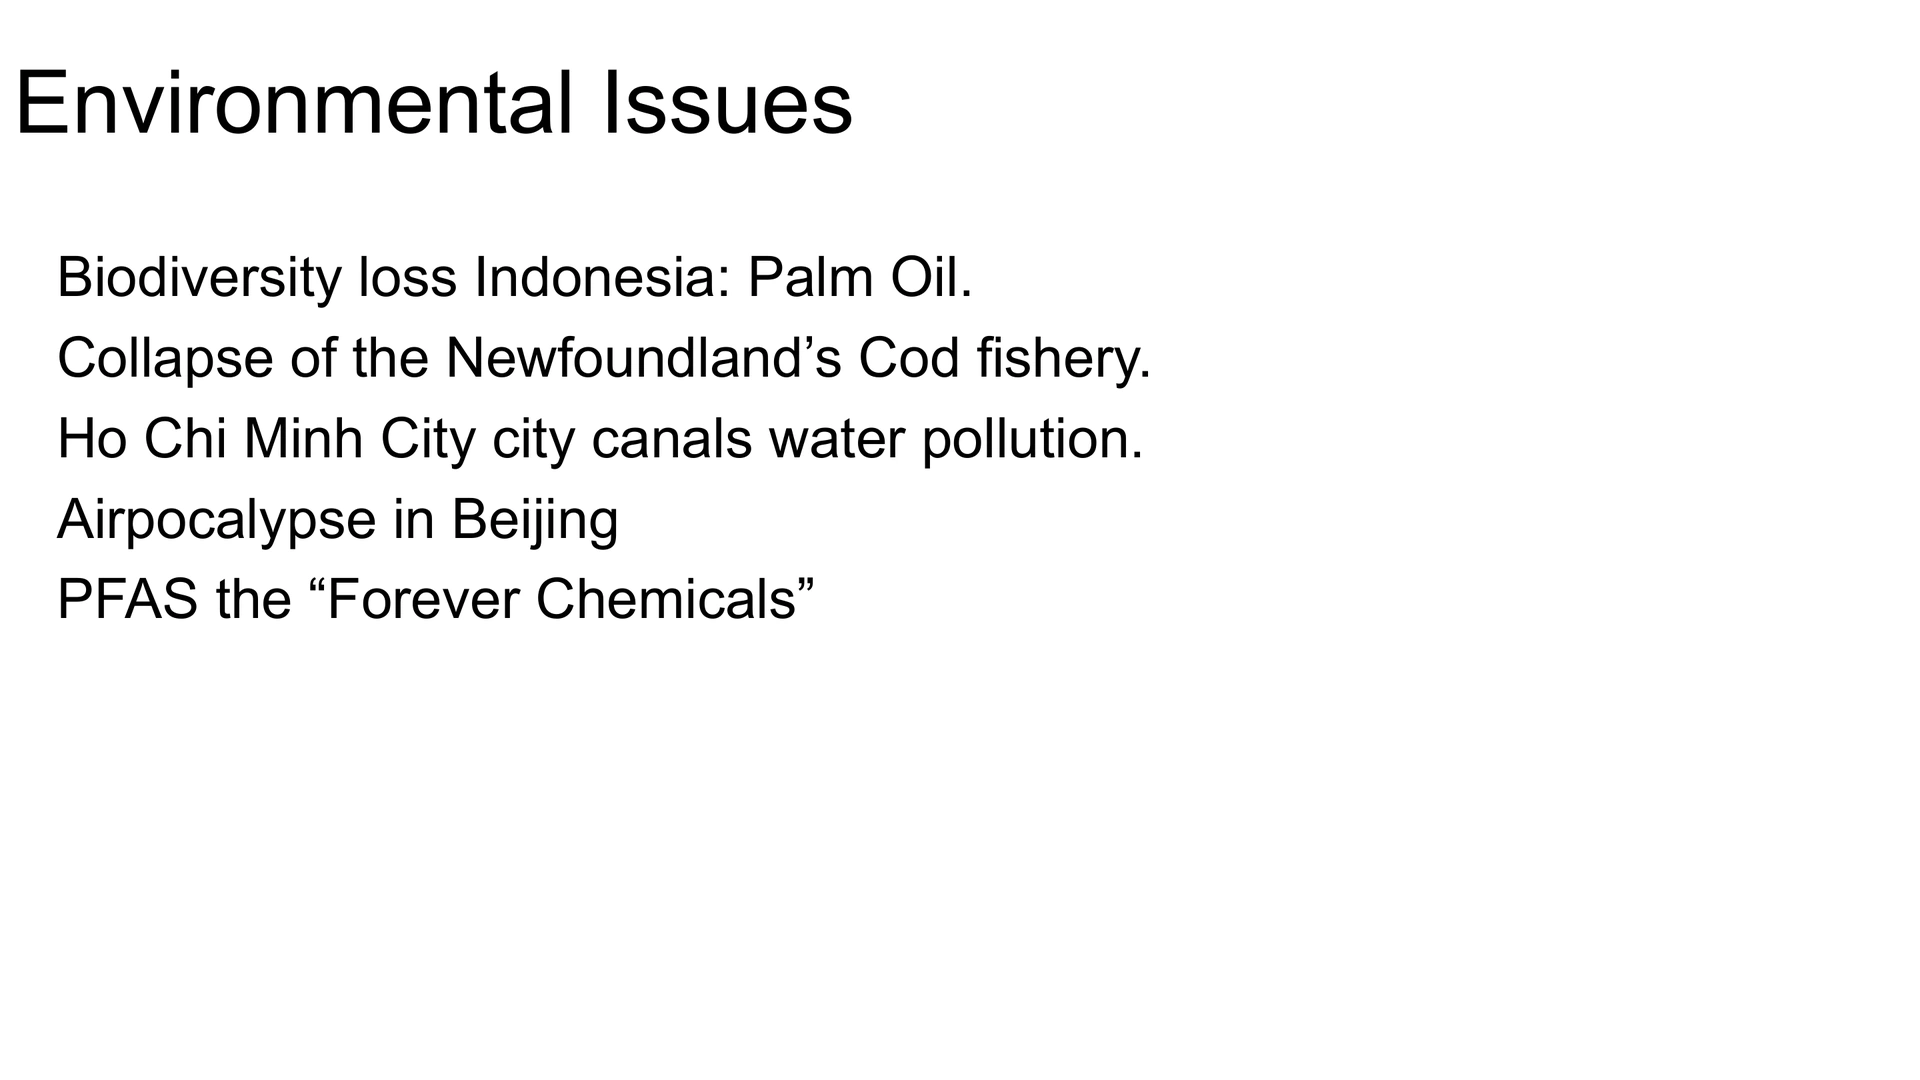 Environmental Issues
Biodiversity loss Indonesia: Palm Oil.
Collapse of the Newfoundland’s Cod fishery.
Ho Chi Minh City city canals water pollution.
Airpocalypse in Beijing
PFAS the “Forever Chemicals”